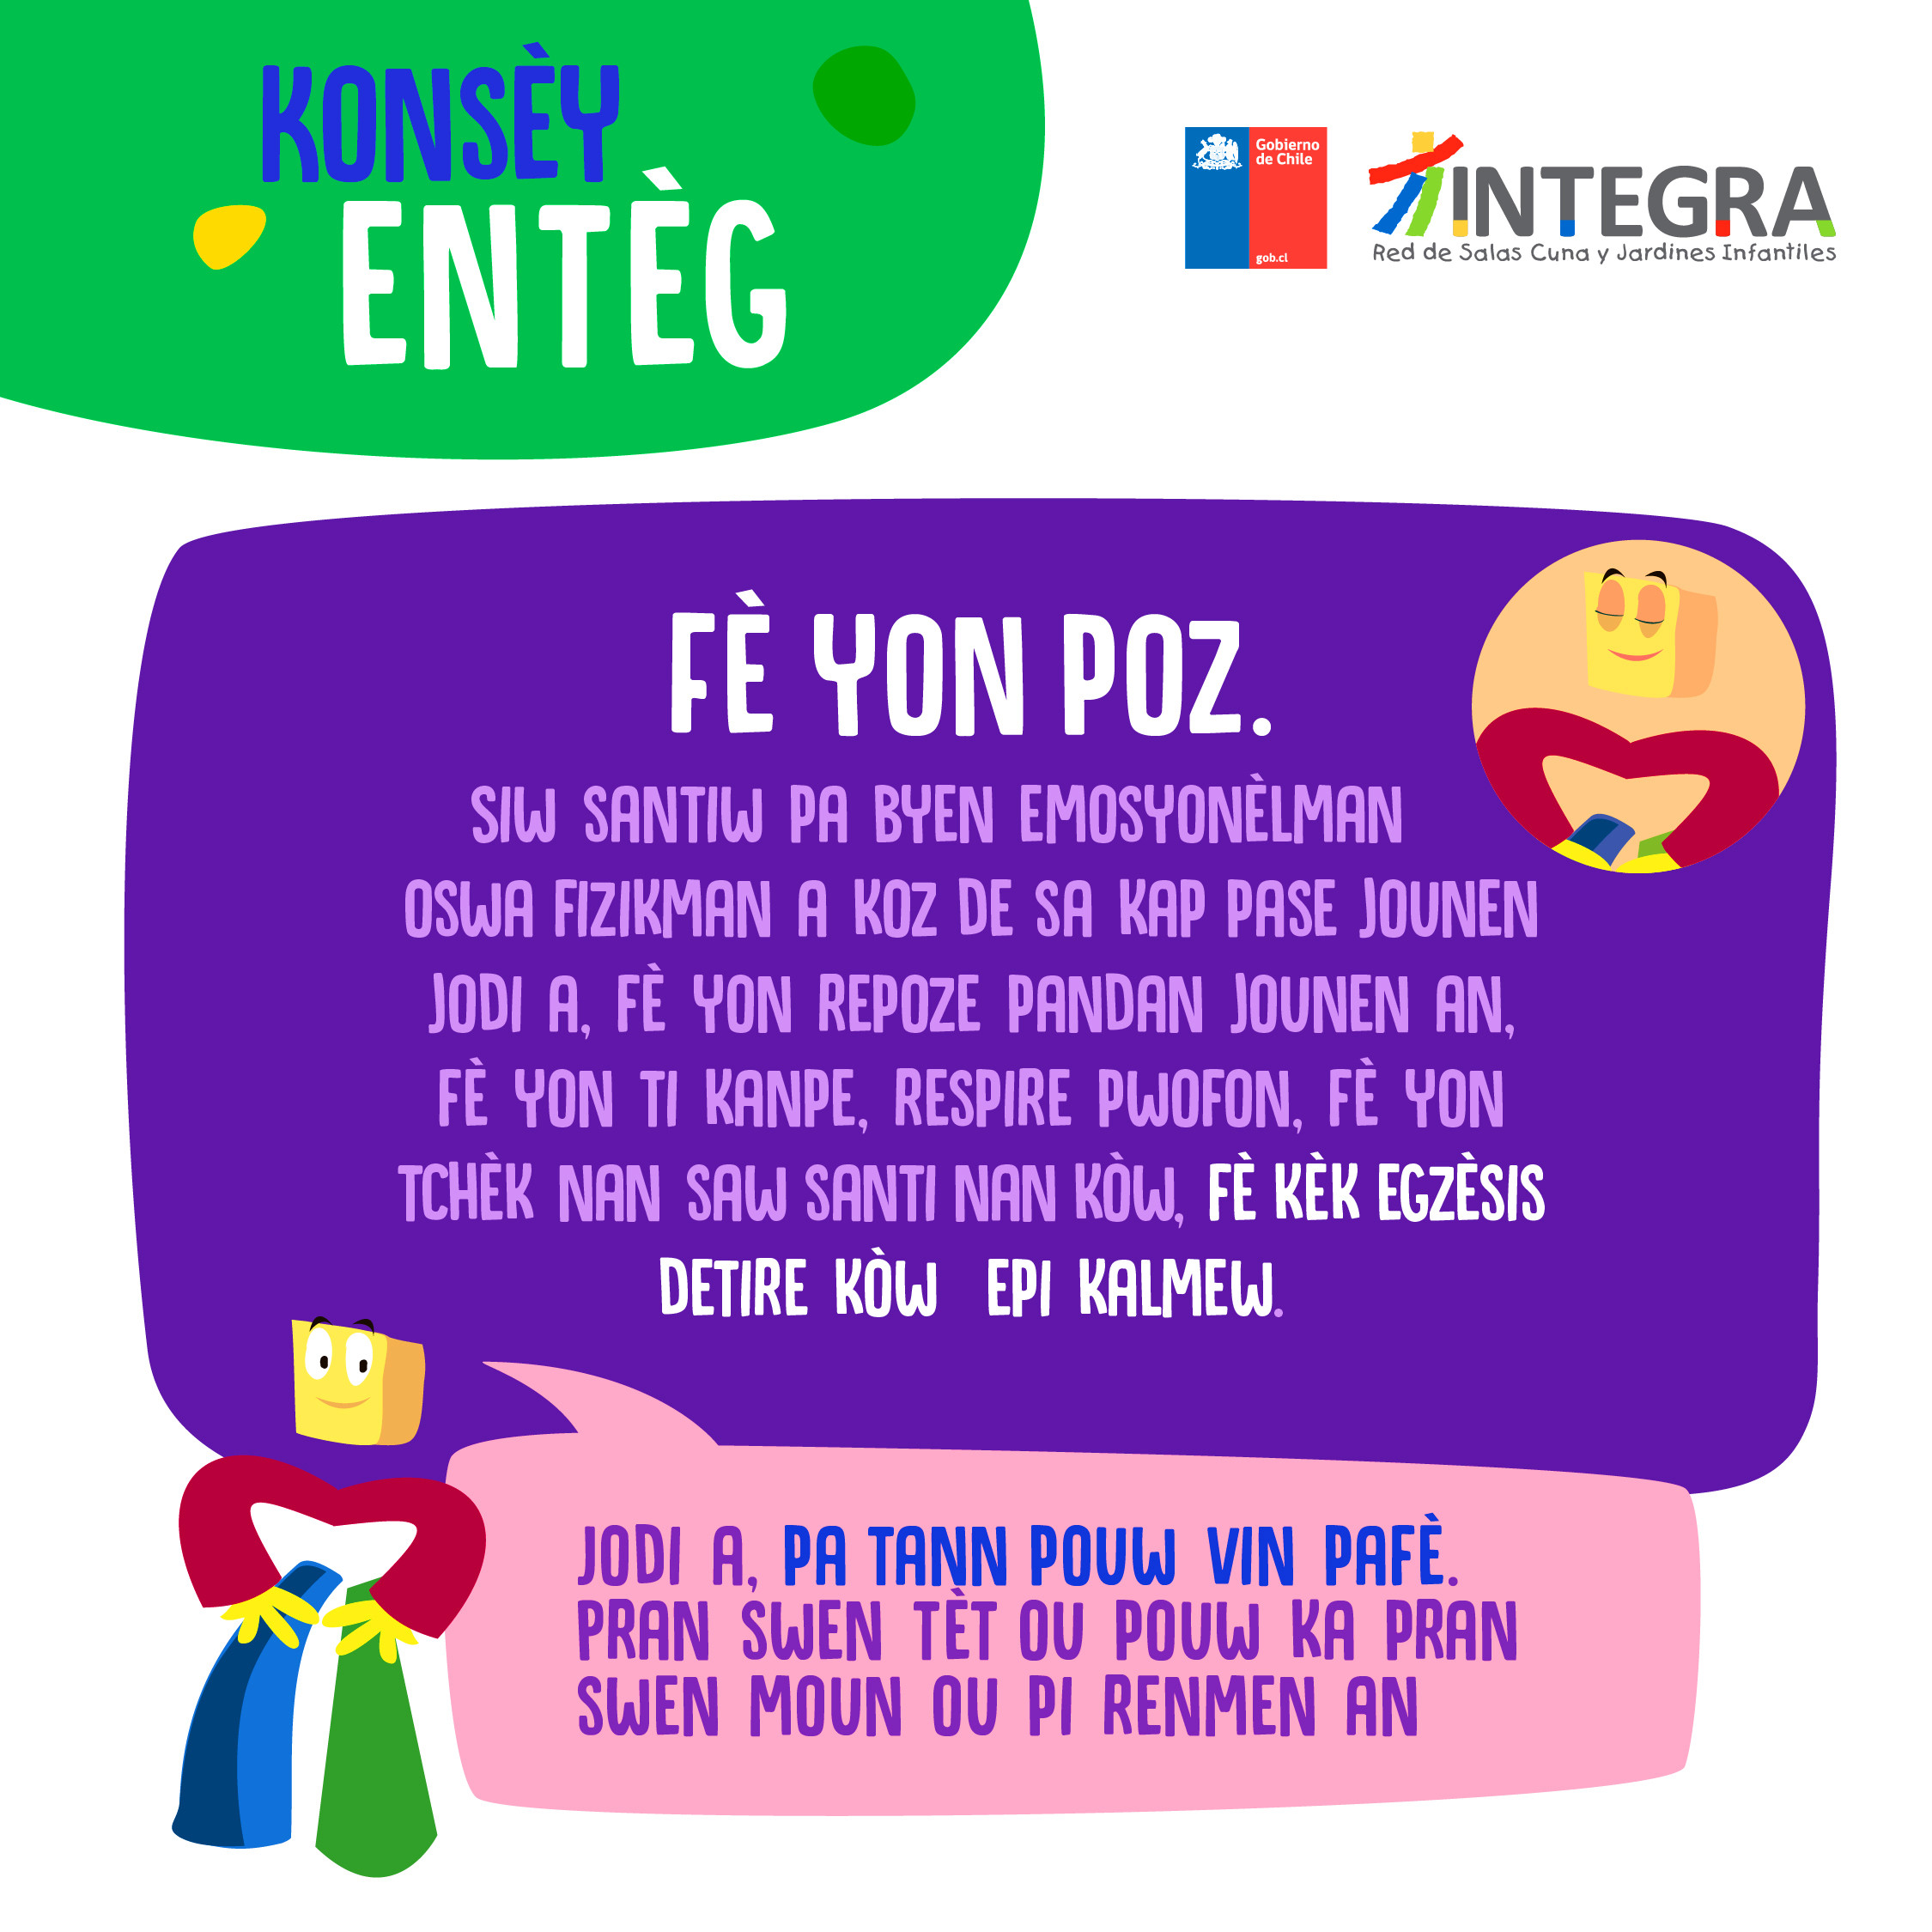 KONSÈY
ENTÈG
Gobierno
de Chile
gob.cl
INTEGRA
Red de Salas Cuna y Jardines Infantiles
FÈ YON POZ.
SIW SANTIW PA BYEN EMOSYONÈLMAN
OSWA FIZIKMAN A KOZ DE SA KAP PASE JOUNEN
JODI A, FÈ YON REPOZE PANDAN JOUNEN AN,
FÈ YON TI KANPE, RESPIRE PWOFON, FÈ YON
TCHÈK NAN SAW SANTI NAN KÒW, FÈ KÈK EGZÈSIS
DETIRE KÒW EPI KALMEW.
JODI A, PA TANN POUW VIN PAFÈ.
PRAN SWEN TÈT OU POUW KA PRAN
SWEN MOUN OU PI RENMEN AN